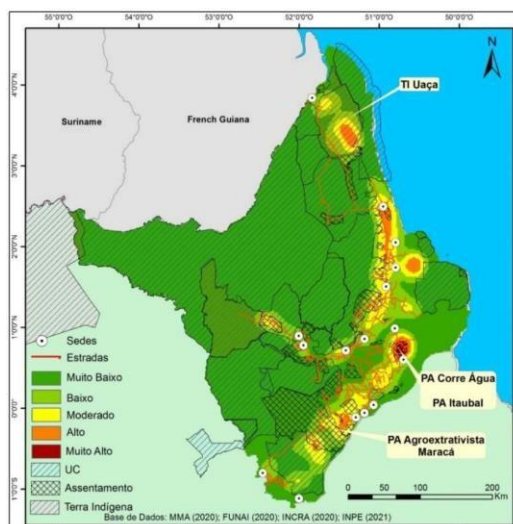 55°0'0"O 54°0'0"O 53°0'0"O 52°0'0"O 51°0'0"O 50°0'0"O
N
4°0'0"N
3°0'0"N
2°0'0"N
1°0'0"N
0°0'0"
1°0'0"S
TI Uaça
Suriname
French Guiana
PA Corre Água
PA Itaubal
PA Agroextrativista
Maracá
Sedes
Estradas
Muito Baixo
Baixo
Moderado
Alto
Muito Alto
UC
Assentamento
Terra Indígena
0 50 100 200
Km
Base de Dados: MMA (2020); FUNAI (2020); INCRA (2020); INPE (2021)